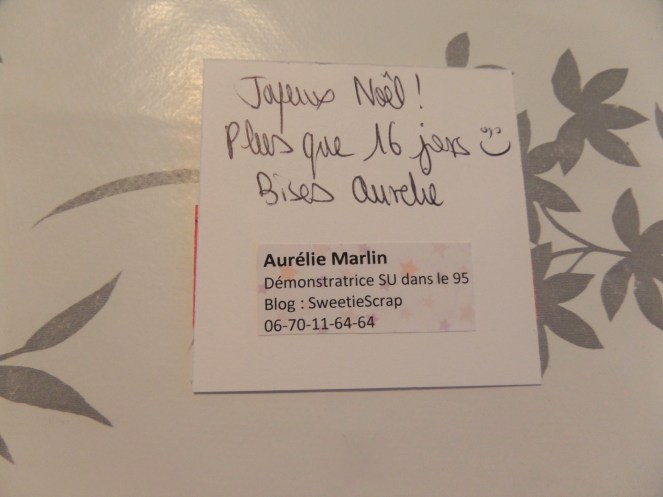 Joyeux Noël !
Plus que 16 jours
Bises Aurélie
Aurélie Marlin
Démonstratrice SU dans le 95
Blog : SweetieScrap
06-70-11-64-64